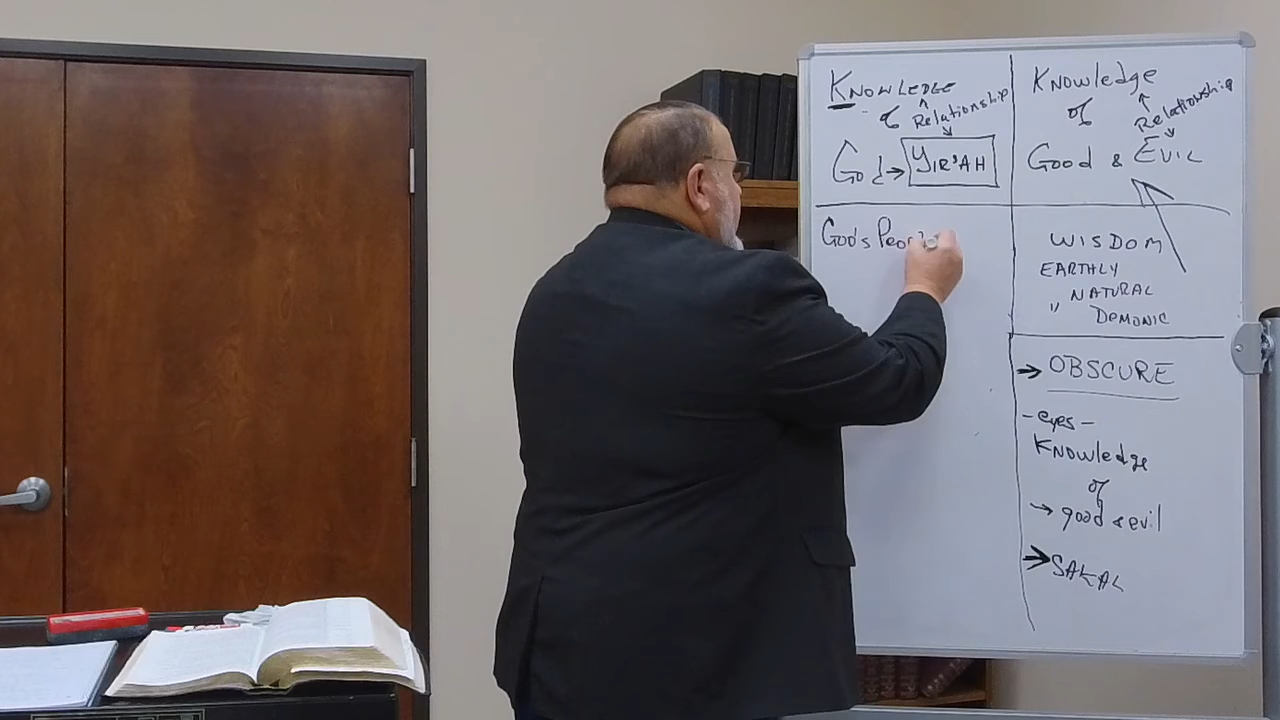 KNOWLEDGE
of Relationship
God → YIR'AH
God's Peop
Knowledge
of Relationship
Good & EVIL
WISDOM
EARTHLY
NATURAL
" DEMONIC
→ OBSCURE
- eyes -
Knowledge
of
→ good & evil
→ SAKAL